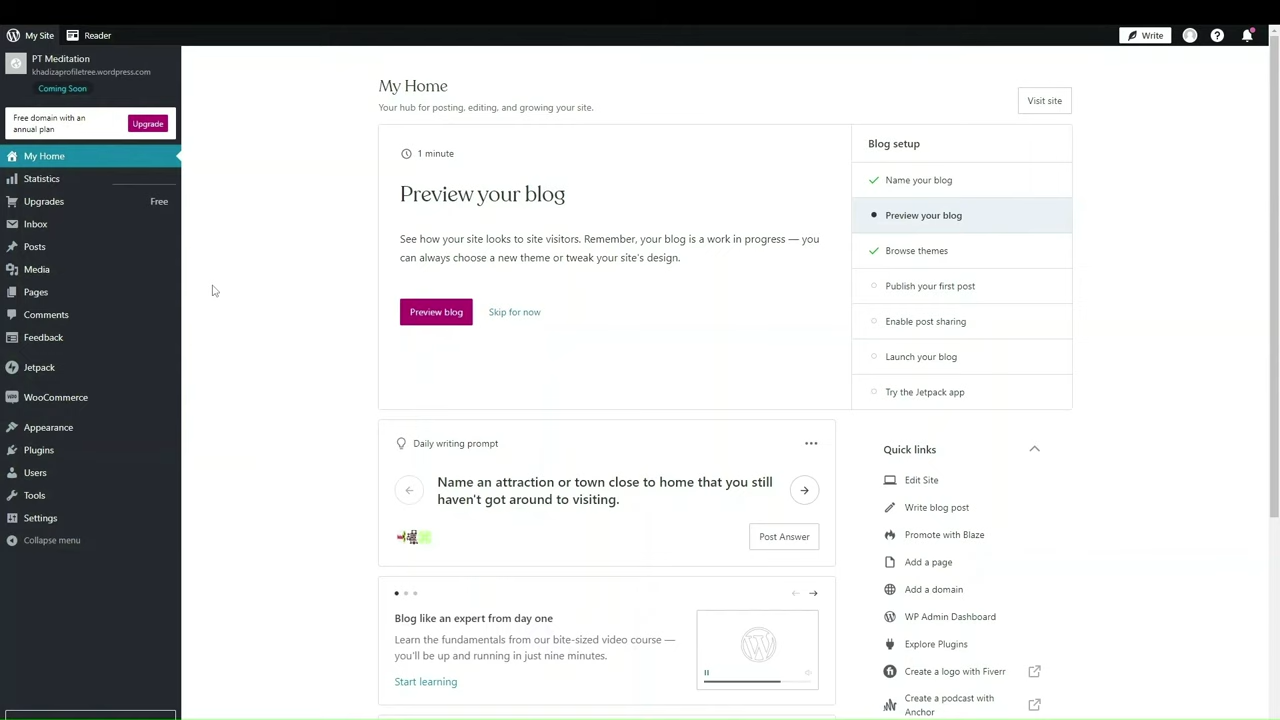 My Site
Reader
Write
PT Meditation
khadizaprofiletree.wordpress.com
Coming Soon
Free domain with an
annual plan
Upgrade
My Home
Statistics
Upgrades
Free
Inbox
Posts
Media
Pages
Comments
Feedback
Jetpack
WooCommerce
Appearance
Plugins
Users
Tools
Settings
Collapse menu
My Home
Your hub for posting, editing, and growing your site.
Visit site
1 minute
Preview your blog
See how your site looks to site visitors. Remember, your blog is a work in progress — you
can always choose a new theme or tweak your site's design.
Preview blog
Skip for now
Blog setup
Name your blog
Preview your blog
Browse themes
Publish your first post
Enable post sharing
Launch your blog
Try the Jetpack app
Daily writing prompt
Name an attraction or town close to home that you still
haven't got around to visiting.
Post Answer
Blog like an expert from day one
Learn the fundamentals from our bite-sized video course —
you'll be up and running in just nine minutes.
Start learning
Quick links
Edit Site
Write blog post
Promote with Blaze
Add a page
Add a domain
WP Admin Dashboard
Explore Plugins
Create a logo with Fiverr
Create a podcast with
Anchor